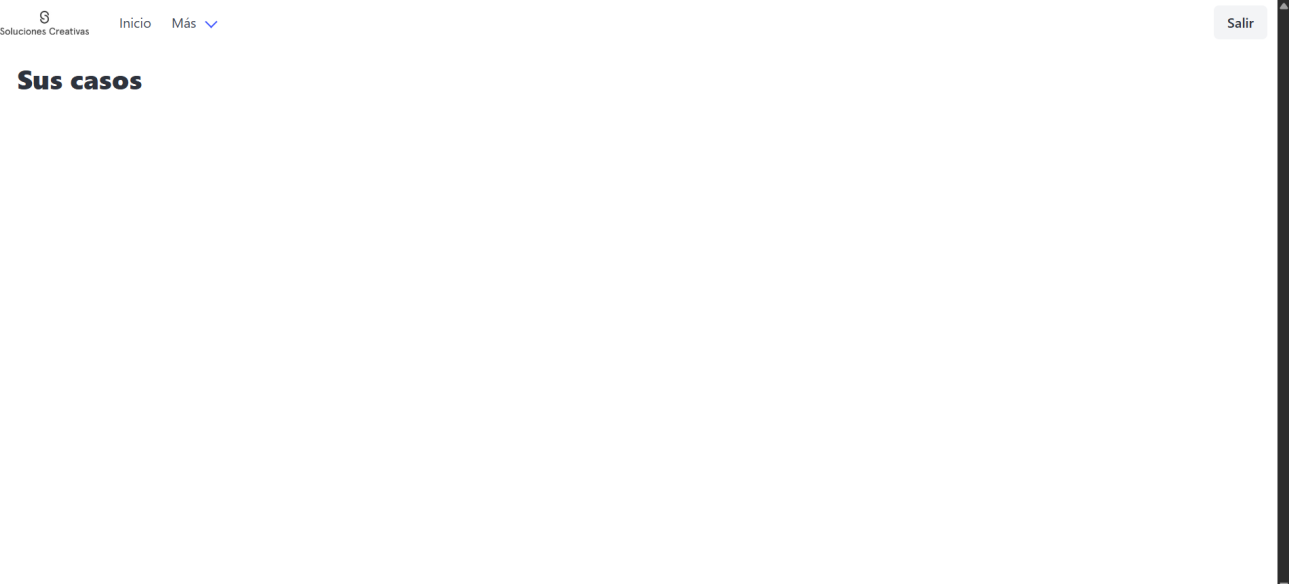 Soluciones Creativas
Inicio
Más
Salir
Sus casos